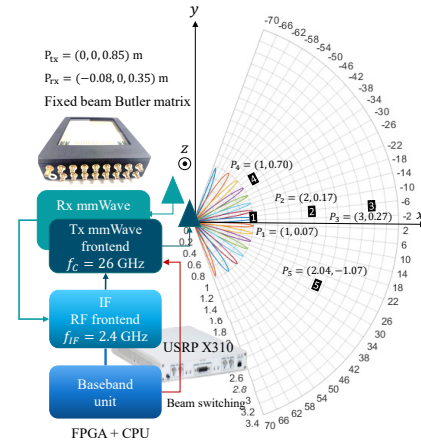 y
P_tx = (0, 0, 0.85) m
P_rx = (−0.08, 0, 0.35) m
Fixed beam Butler matrix
z
Rx mmWave
Tx mmWave
frontend
f_C = 26 GHz
IF
RF frontend
f_IF = 2.4 GHz
Baseband
unit
FPGA + CPU
USRP X310
Beam switching
P_4 = (1, 0.70)
4
P_2 = (2, 0.17)
2
3
P_3 = (3, 0.27)
x
1
P_1 = (1, 0.07)
P_5 = (2.04, −1.07)
5
-70
-66
-62
-58
-54
-50
-46
-42
-38
-34
-30
-26
-22
-18
-14
-10
-6
-2
2
6
10
14
18
22
26
30
34
38
42
46
50
54
58
62
66
70
0
0.2
0.4
0.6
0.8
1
1.2
1.4
1.6
1.8
2.6
2.8
3
3.2
3.4